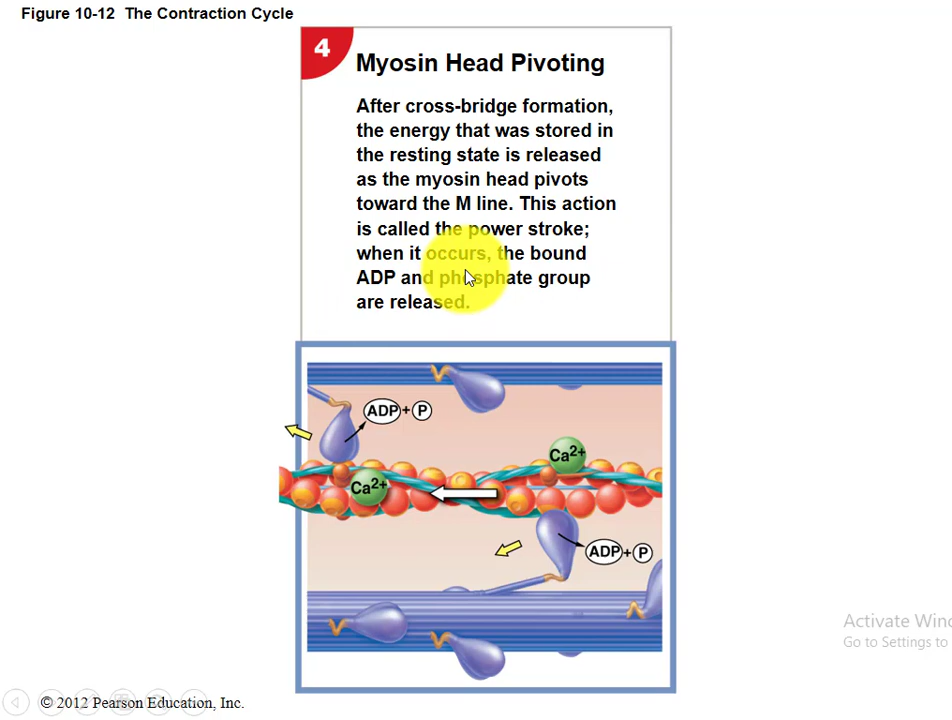 Figure 10-12 The Contraction Cycle
4
Myosin Head Pivoting
After cross-bridge formation,
the energy that was stored in
the resting state is released
as the myosin head pivots
toward the M line. This action
is called the power stroke;
when it occurs, the bound
ADP and phosphate group
are released.
ADP + P
Ca2+
Ca2+
ADP + P
Activate Wind
Go to Settings to
© 2012 Pearson Education, Inc.